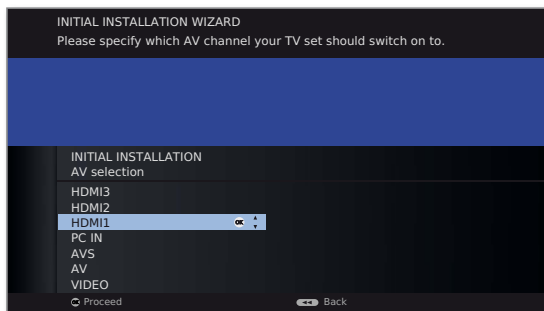 INITIAL INSTALLATION WIZARD
Please specify which AV channel your TV set should switch on to.
INITIAL INSTALLATION
AV selection
HDMI3
HDMI2
HDMI1 OK
PC IN
AVS
AV
VIDEO
OK Proceed
◄◄ Back